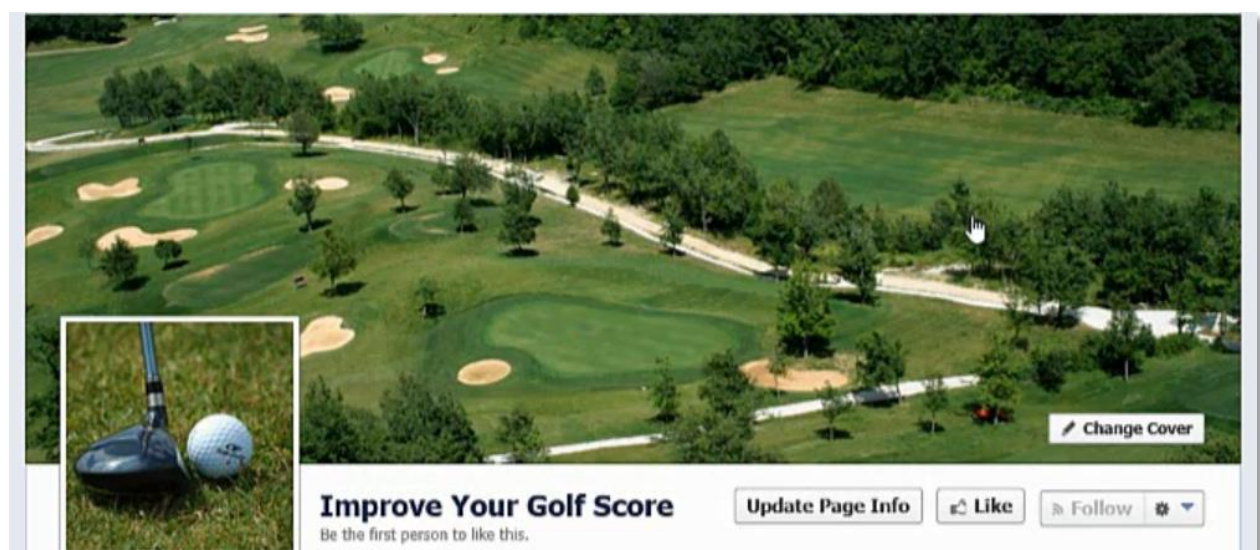 Change Cover
Improve Your Golf Score
Update Page Info
Like
Follow
Be the first person to like this.